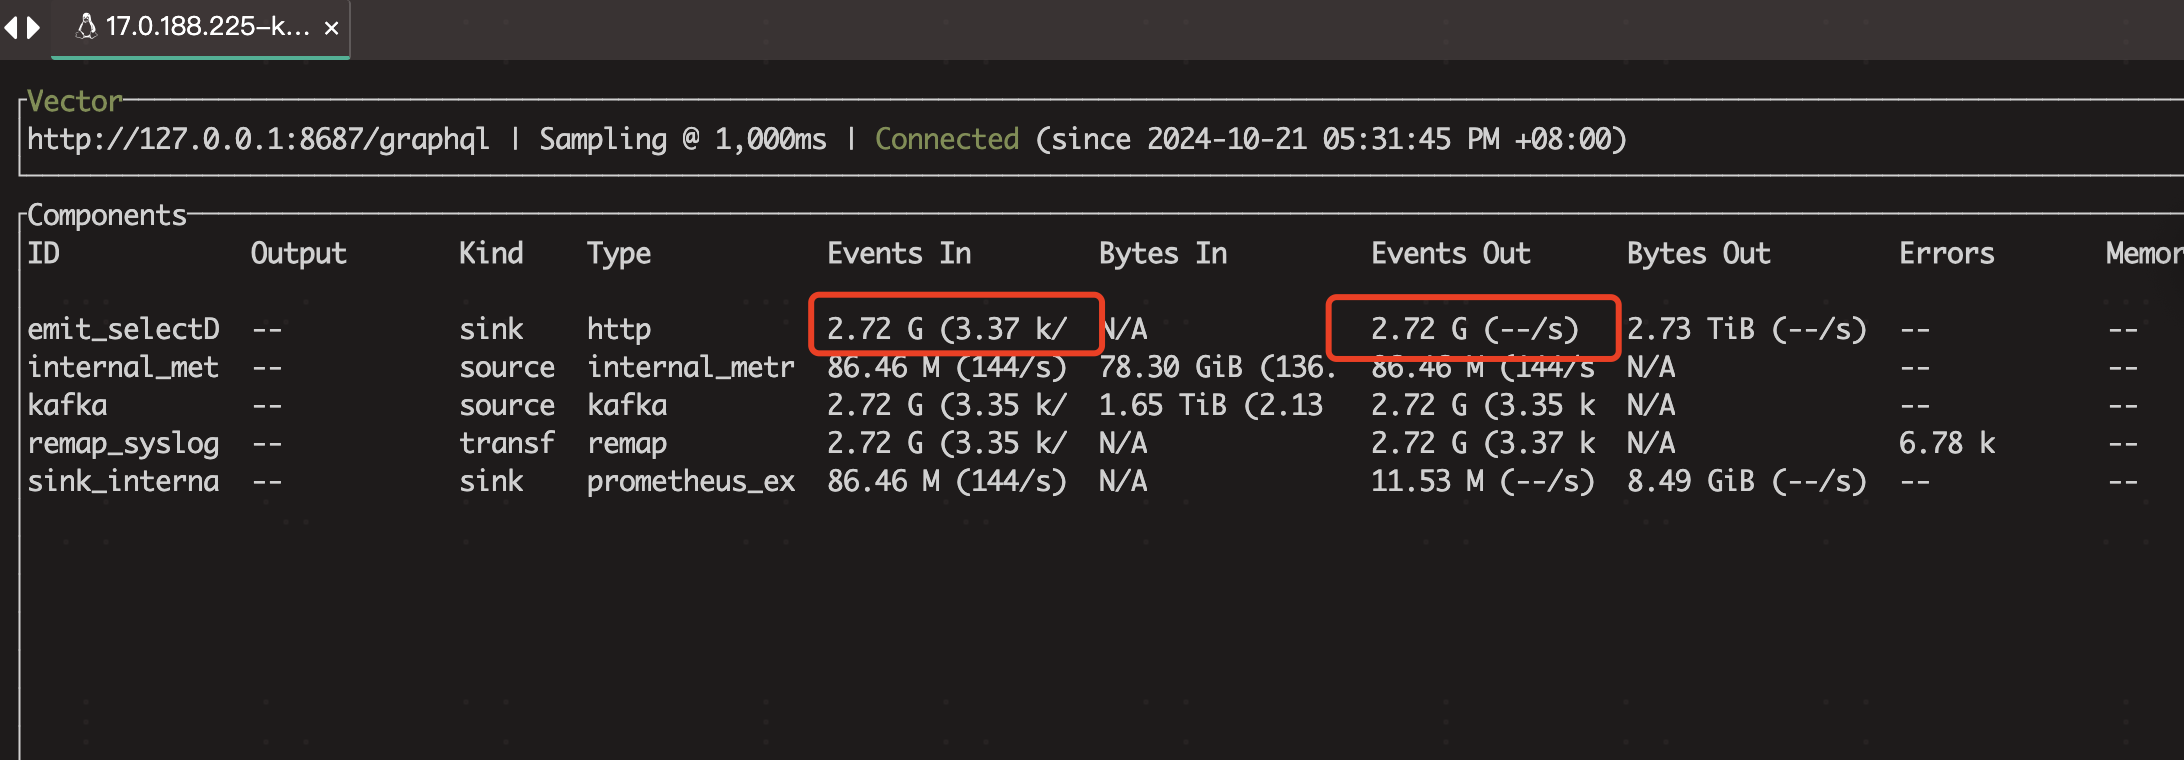 17.0.188.225–k... ×
Vector
http://127.0.0.1:8687/graphql | Sampling @ 1,000ms | Connected (since 2024-10-21 05:31:45 PM +08:00)
Components
ID Output Kind Type Events In Bytes In Events Out Bytes Out Errors Memor
emit_selectD -- sink http 2.72 G (3.37 k/ N/A 2.72 G (--/s) 2.73 TiB (--/s) -- --
internal_met -- source internal_metr 86.46 M (144/s) 78.30 GiB (136. 86.46 M (144/s N/A -- --
kafka -- source kafka 2.72 G (3.35 k/ 1.65 TiB (2.13 2.72 G (3.35 k N/A -- --
remap_syslog -- transf remap 2.72 G (3.35 k/ N/A 2.72 G (3.37 k N/A 6.78 k --
sink_interna -- sink prometheus_ex 86.46 M (144/s) N/A 11.53 M (--/s) 8.49 GiB (--/s) -- --